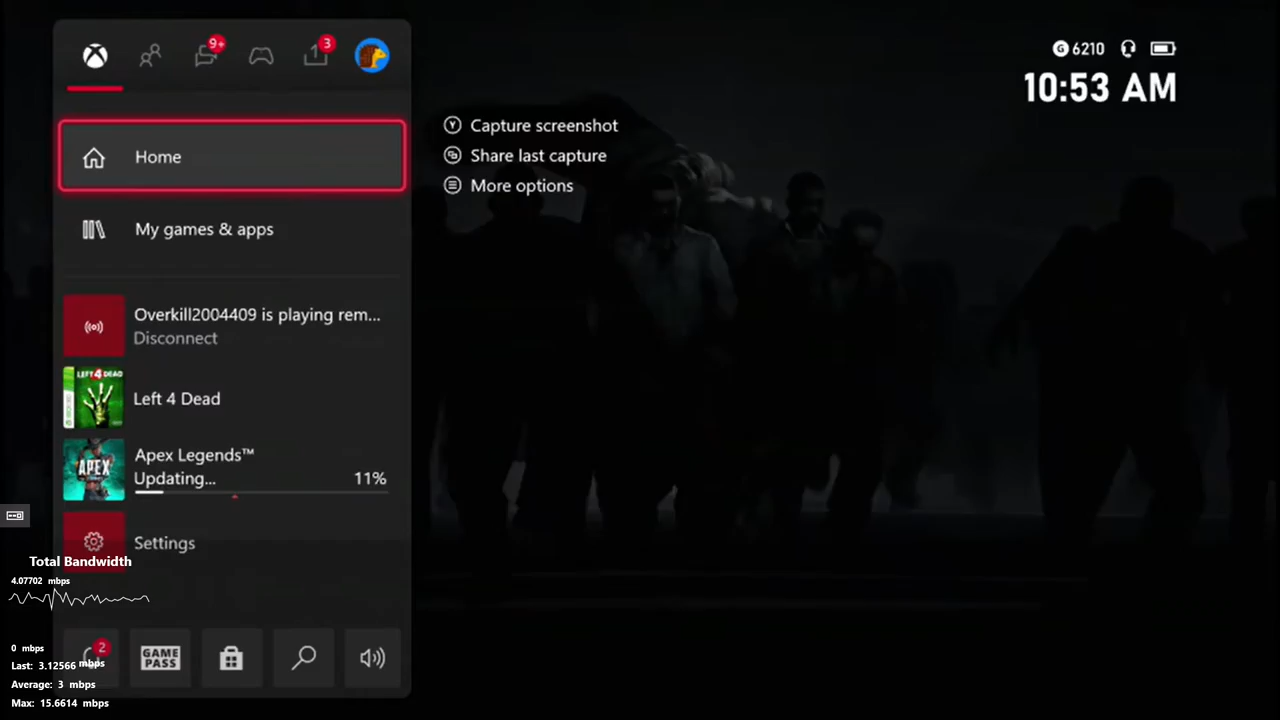 9+
3
G 6210
10:53 AM
Home
Y Capture screenshot
Share last capture
More options
My games & apps
Overkill2004409 is playing rem...
Disconnect
LEFT 4 DEAD
Left 4 Dead
APEX
Apex Legends™
Updating... 11%
Settings
Total Bandwidth
4.07702 mbps
2
GAME
PASS
0 mbps
Last: 3.12566 mbps
Average: 3 mbps
Max: 15.6614 mbps